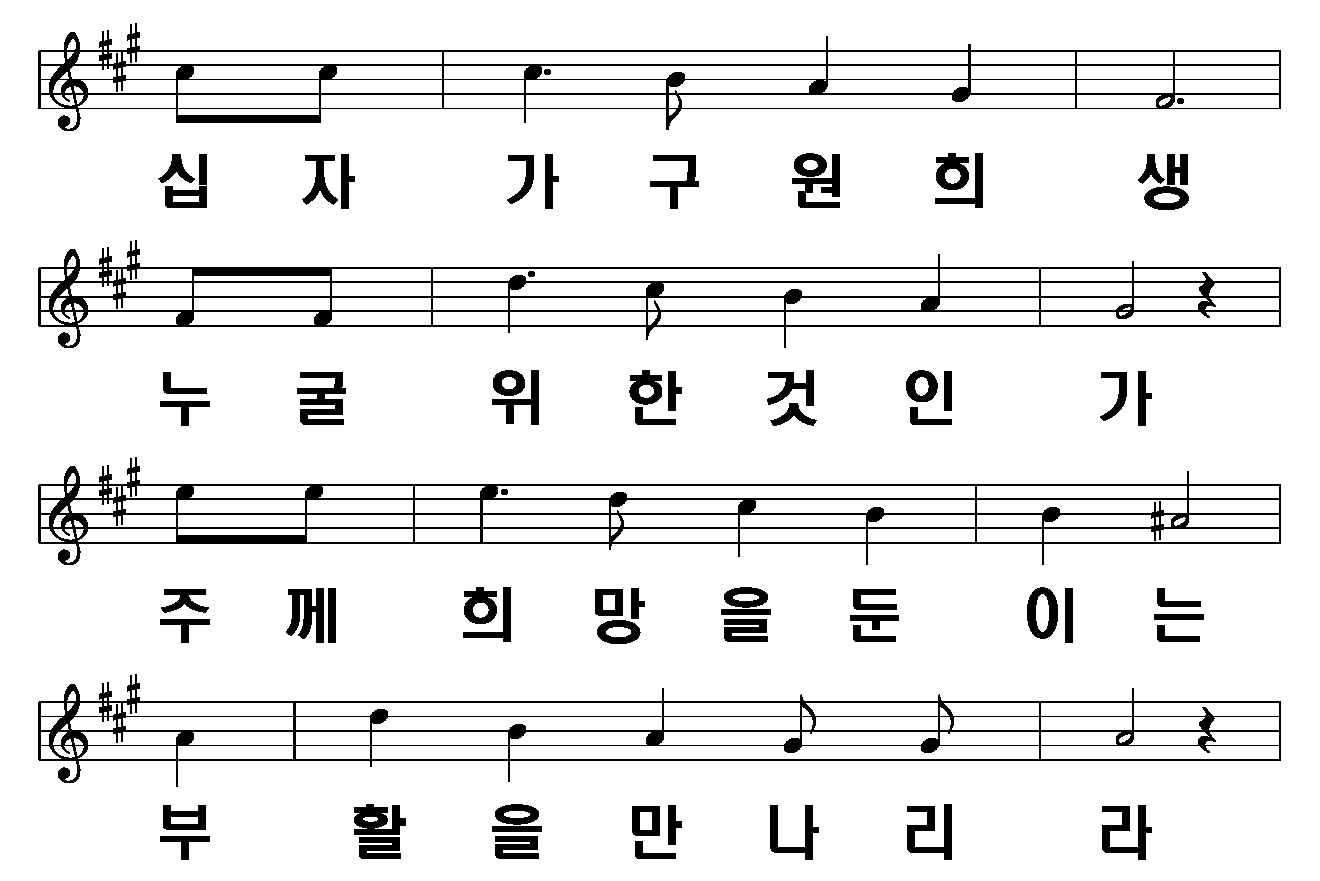 십 자 가 구 원 희 생
누 굴 위 한 것 인 가
주 께 희 망 을 둔 이 는
부 활 을 만 나 리 라